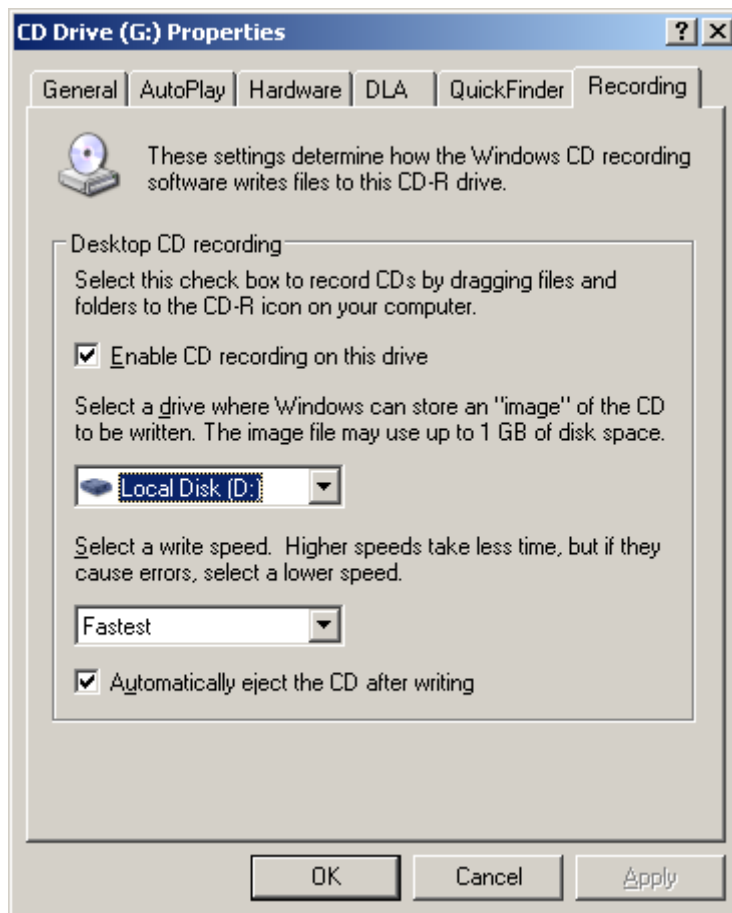 CD Drive (G:) Properties
General AutoPlay Hardware DLA QuickFinder Recording
These settings determine how the Windows CD recording
software writes files to this CD-R drive.
Desktop CD recording
Select this check box to record CDs by dragging files and
folders to the CD-R icon on your computer.
Enable CD recording on this drive
Select a drive where Windows can store an "image" of the CD
to be written. The image file may use up to 1 GB of disk space.
Local Disk (D:)
Select a write speed.  Higher speeds take less time, but if they
cause errors, select a lower speed.
Fastest
Automatically eject the CD after writing
OK Cancel Apply